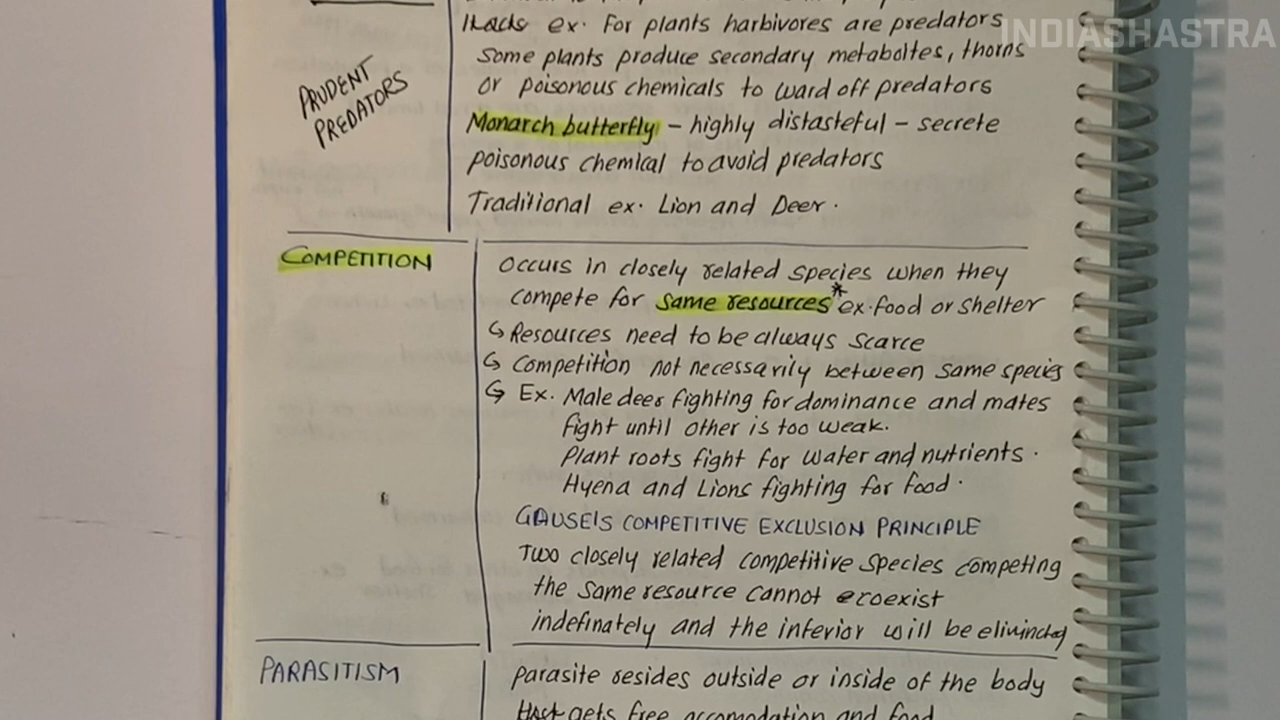 INDIASHASTRA
ex. For plants harbivores are predators
Some plants produce secondary metaboltes, thorns
or poisonous chemicals to ward off predators
PRUDENT
PREDATORS
Monarch butterfly – highly distasteful – secrete
poisonous chemical to avoid predators
Traditional ex. Lion and Deer.
COMPETITION
Occurs in closely related species when they
compete for same resources* ex. food or shelter
↳ Resources need to be always scarce
↳ Competition not necessarily between same species
↳ Ex. Male deer fighting for dominance and mates
fight until other is too weak.
Plant roots fight for water and nutrients.
Hyena and Lions fighting for food.
GAUSE'S COMPETITIVE EXCLUSION PRINCIPLE
Two closely related competitive species competing
the same resource cannot coexist
indefinately and the inferior will be
PARASITISM
parasite resides outside or inside of the body
gets free accomodation and food